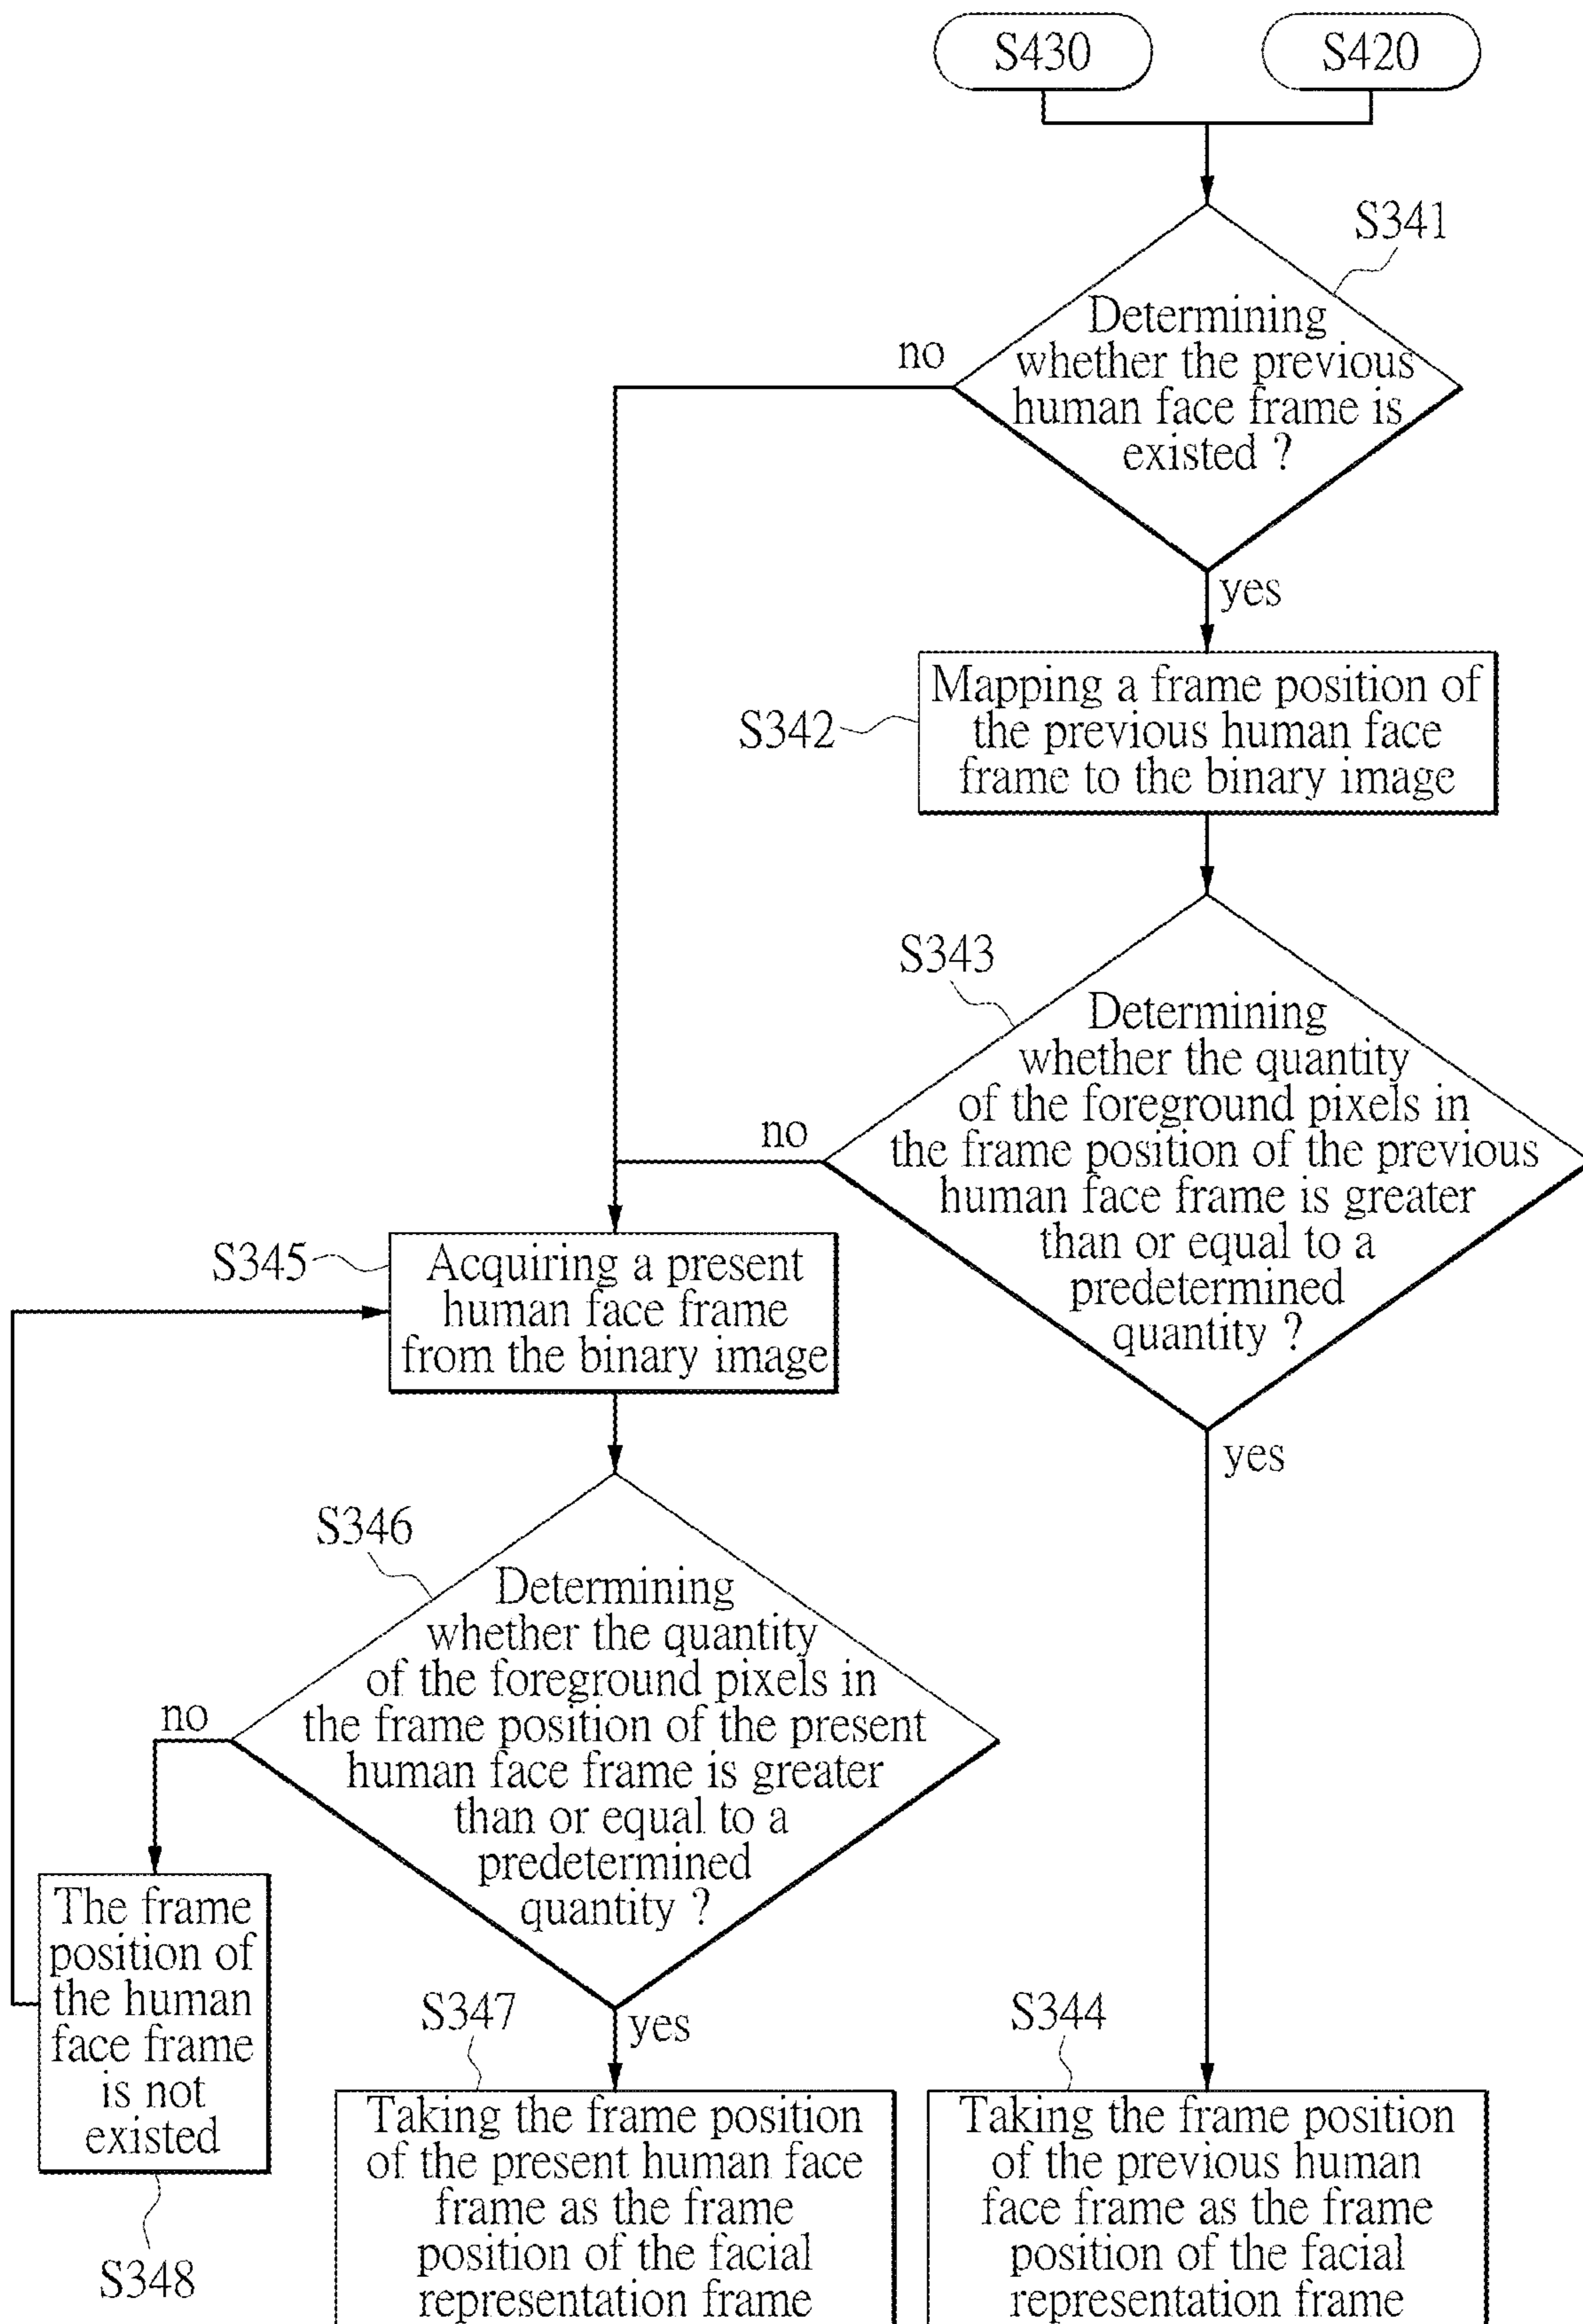 S430
S420
S341
Determining
whether the previous
human face frame is
existed ?
no
yes
S342
Mapping a frame position of
the previous human face
frame to the binary image
S343
Determining
whether the quantity
of the foreground pixels in
the frame position of the previous
human face frame is greater
than or equal to a
predetermined
quantity ?
no
yes
S345
Acquiring a present
human face frame
from the binary image
S346
Determining
whether the quantity
of the foreground pixels in
the frame position of the present
human face frame is greater
than or equal to a
predetermined
quantity ?
no
yes
The frame
position of
the human
face frame
is not
existed
S348
S347
Taking the frame position
of the present human face
frame as the frame
position of the facial
representation frame
S344
Taking the frame position
of the previous human
face frame as the frame
position of the facial
representation frame